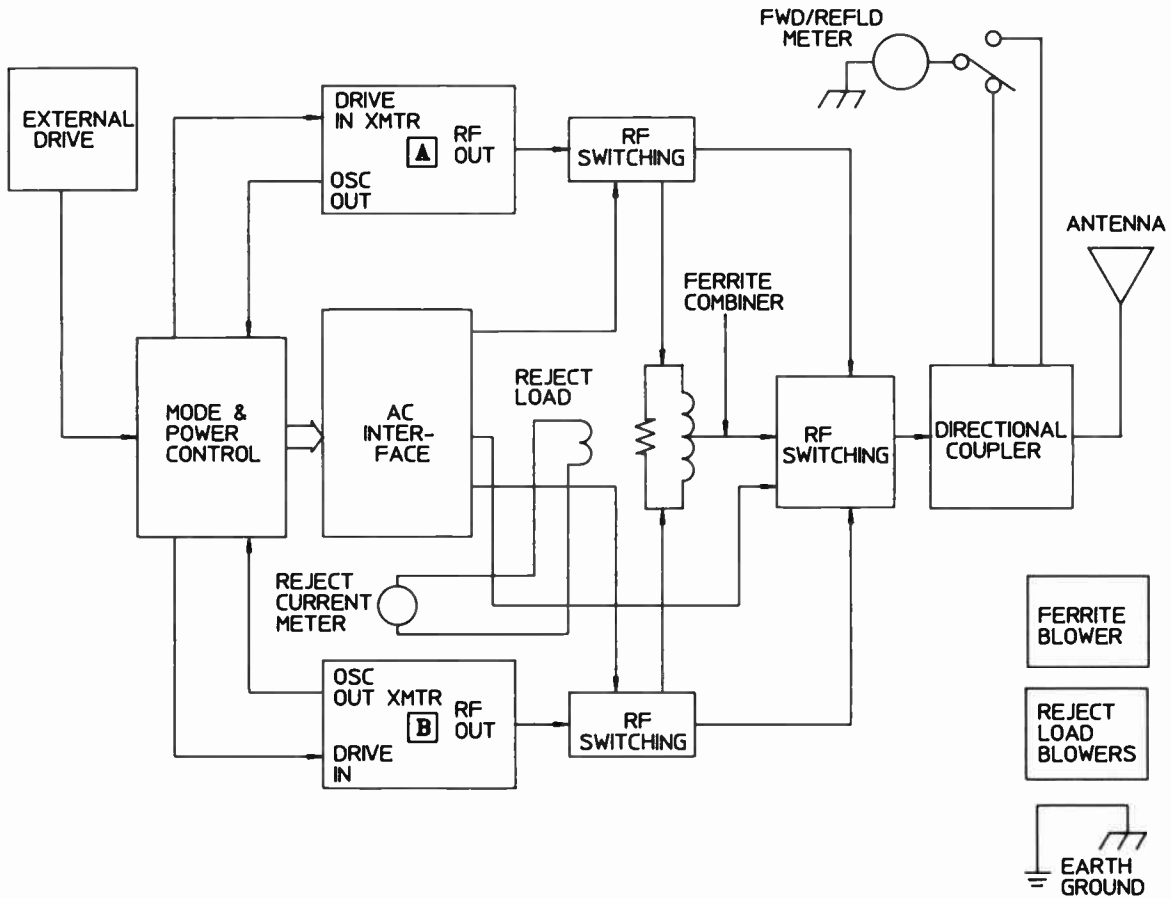 FWD/REFLD
METER
EXTERNAL
DRIVE
DRIVE
IN XMTR
A
RF
OUT
OSC
OUT
RF
SWITCHING
ANTENNA
FERRITE
COMBINER
MODE &
POWER
CONTROL
AC
INTER-
FACE
REJECT
LOAD
RF
SWITCHING
DIRECTIONAL
COUPLER
REJECT
CURRENT
METER
OSC
OUT XMTR
B
RF
OUT
DRIVE
IN
RF
SWITCHING
FERRITE
BLOWER
REJECT
LOAD
BLOWERS
EARTH
GROUND